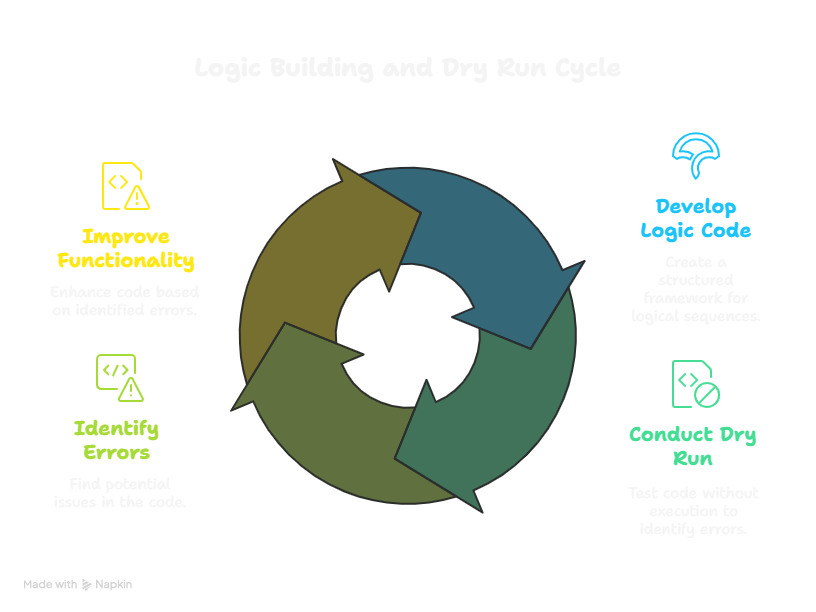 Logic Building and Dry Run Cycle
Improve
Functionality
Enhance code based
on identified errors.
Develop
Logic Code
Create a
structured
framework for
logical sequences.
Identify
Errors
Find potential
issues in the code.
Conduct Dry
Run
Test code without
execution to
identify errors.
Made with Napkin